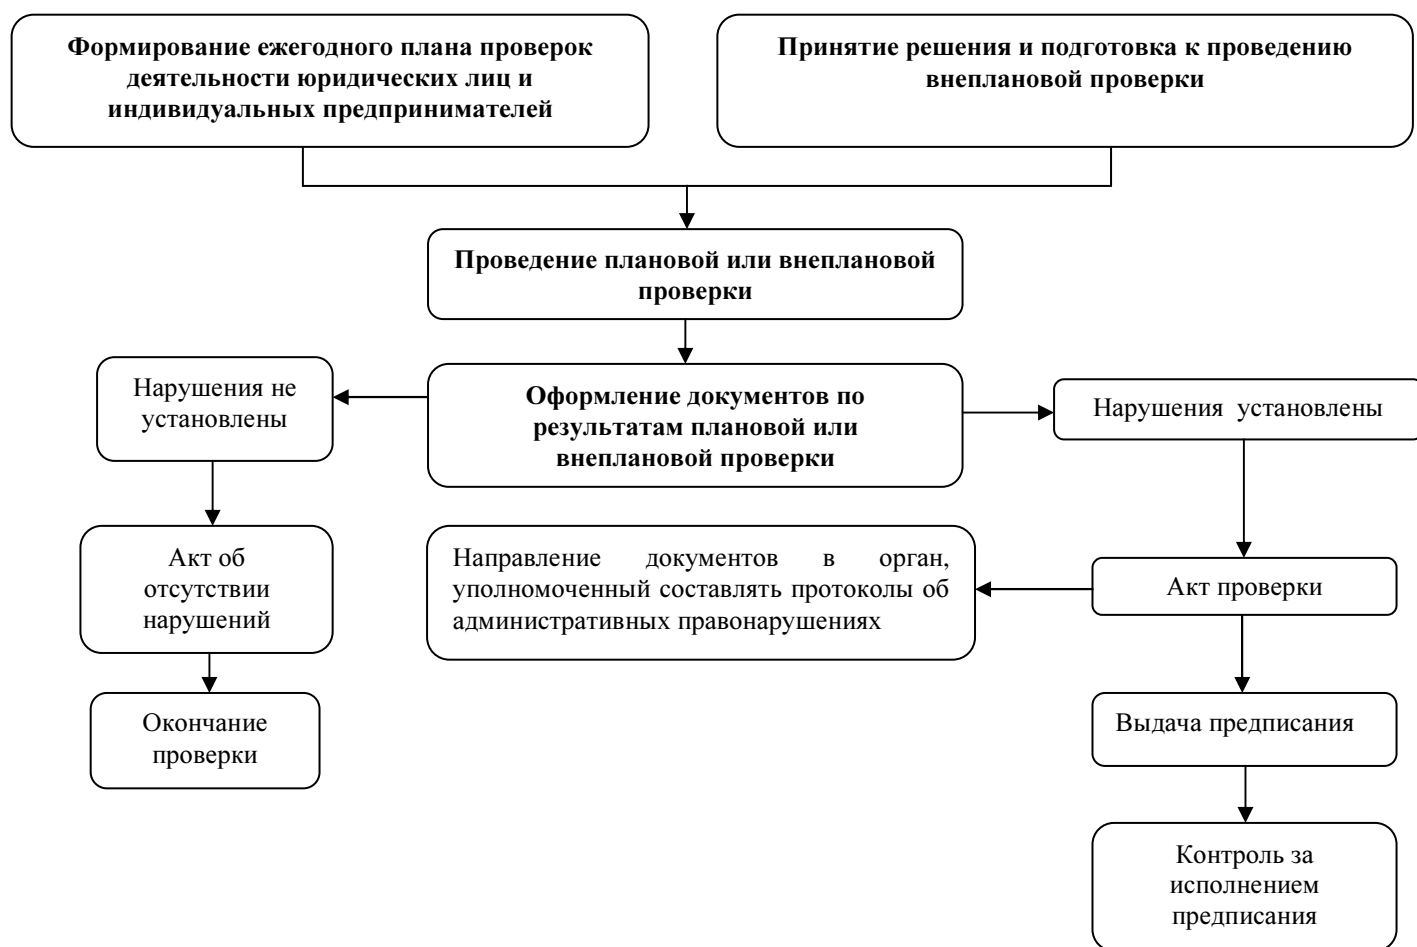 Формирование ежегодного плана проверок
деятельности юридических лиц и
индивидуальных предпринимателей
Принятие решения и подготовка к проведению
внеплановой проверки
Проведение плановой или внеплановой
проверки
Нарушения не
установлены
Оформление документов по
результатам плановой или
внеплановой проверки
Нарушения установлены
Акт об
отсутствии
нарушений
Направление документов в орган,
уполномоченный составлять протоколы об
административных правонарушениях
Акт проверки
Окончание
проверки
Выдача предписания
Контроль за
исполнением
предписания